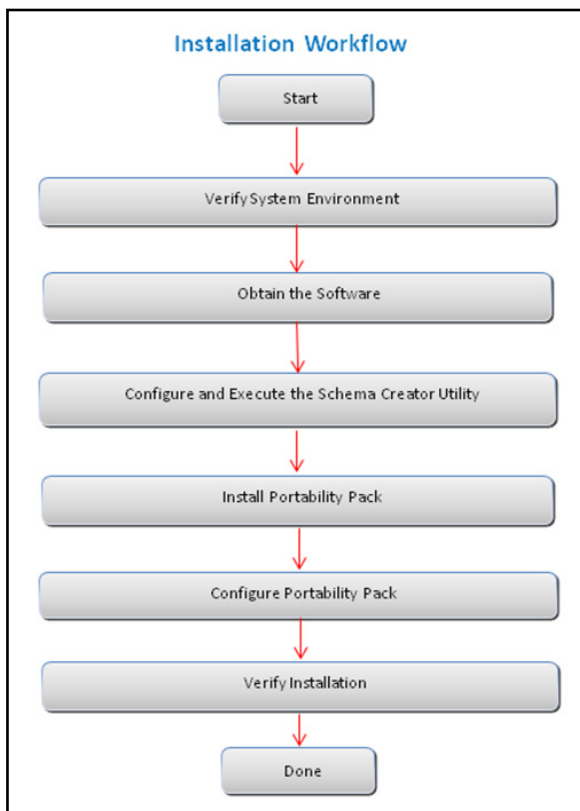 Installation Workflow
Start
Verify System Environment
Obtain the Software
Configure and Execute the Schema Creator Utility
Install Portability Pack
Configure Portability Pack
Verify Installation
Done